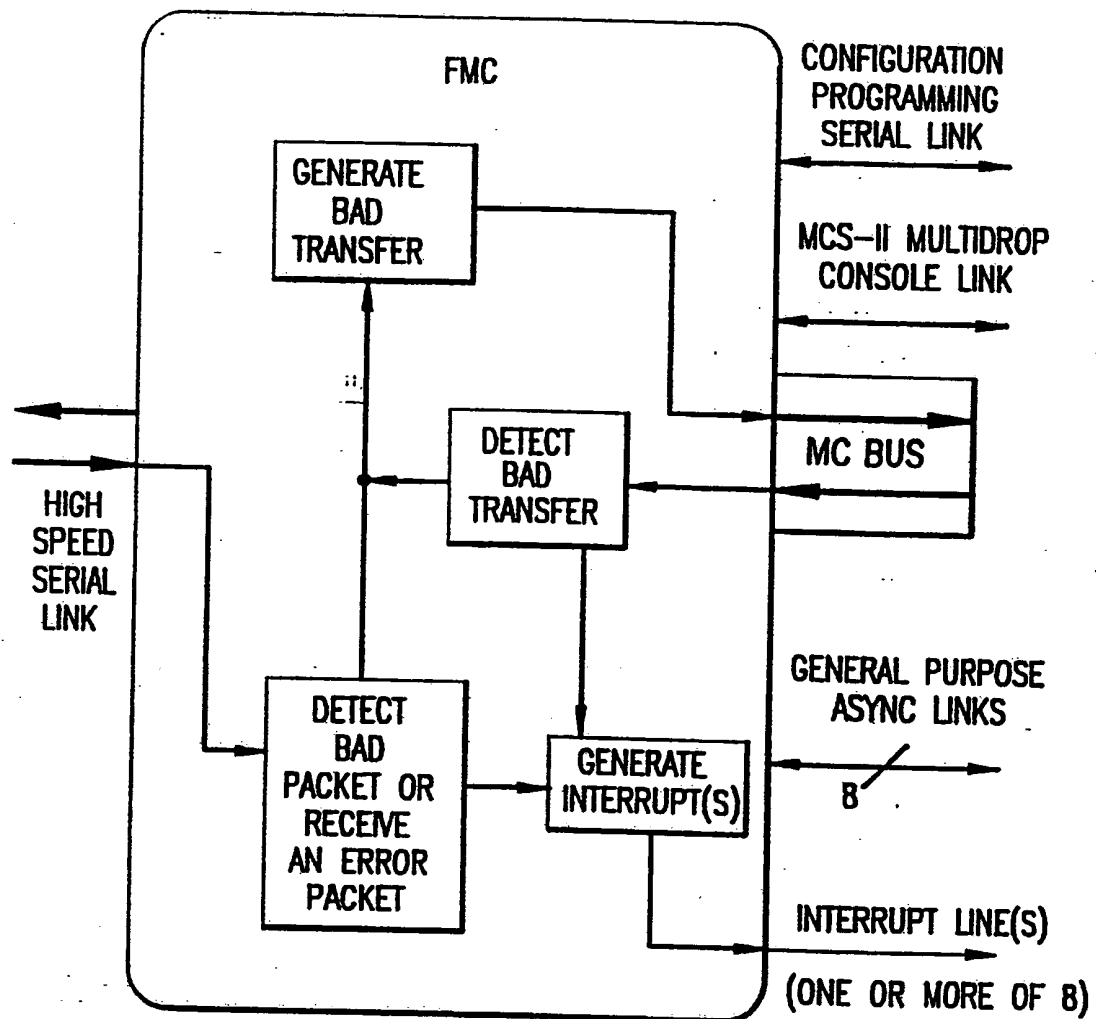 FMC
CONFIGURATION
PROGRAMMING
SERIAL LINK
GENERATE
BAD
TRANSFER
MCS-II MULTIDROP
CONSOLE LINK
DETECT
BAD
TRANSFER
MC BUS
HIGH
SPEED
SERIAL
LINK
GENERAL PURPOSE
ASYNC LINKS
8
DETECT
BAD
PACKET OR
RECEIVE
AN ERROR
PACKET
GENERATE
INTERRUPT(S)
INTERRUPT LINE(S)
(ONE OR MORE OF 8)